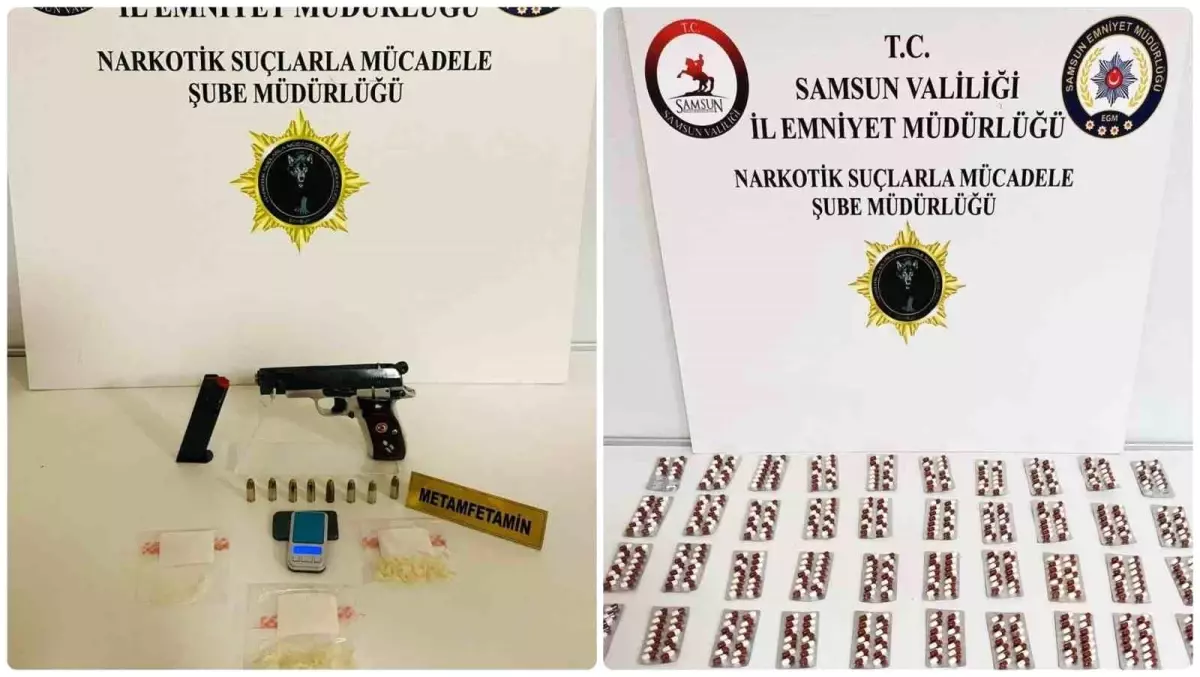 İL EMNİYET MÜDÜRLÜĞÜ
NARKOTİK SUÇLARLA MÜCADELE
ŞUBE MÜDÜRLÜĞÜ
METAMFETAMİN
T.C.
SAMSUN
SAMSUN VALİLİĞİ
T.C.
SAMSUN VALİLİĞİ
İL EMNİYET MÜDÜRLÜĞÜ
NARKOTİK SUÇLARLA MÜCADELE
ŞUBE MÜDÜRLÜĞÜ
SAMSUN EMNİYET MÜDÜRLÜĞÜ
EGM